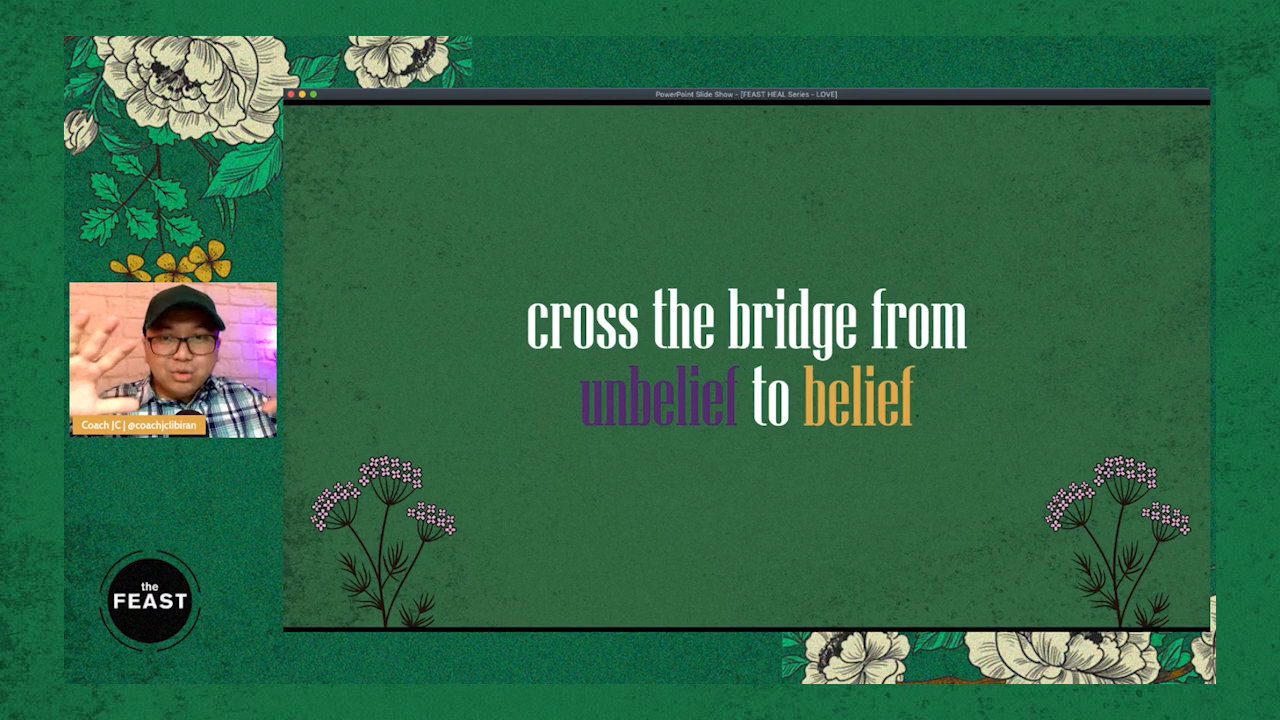 PowerPoint Slide Show - [FEAST HEAL Series - LOVE]
cross the bridge from
unbelief to belief
Coach JC | @coachjclibiran
the
FEAST